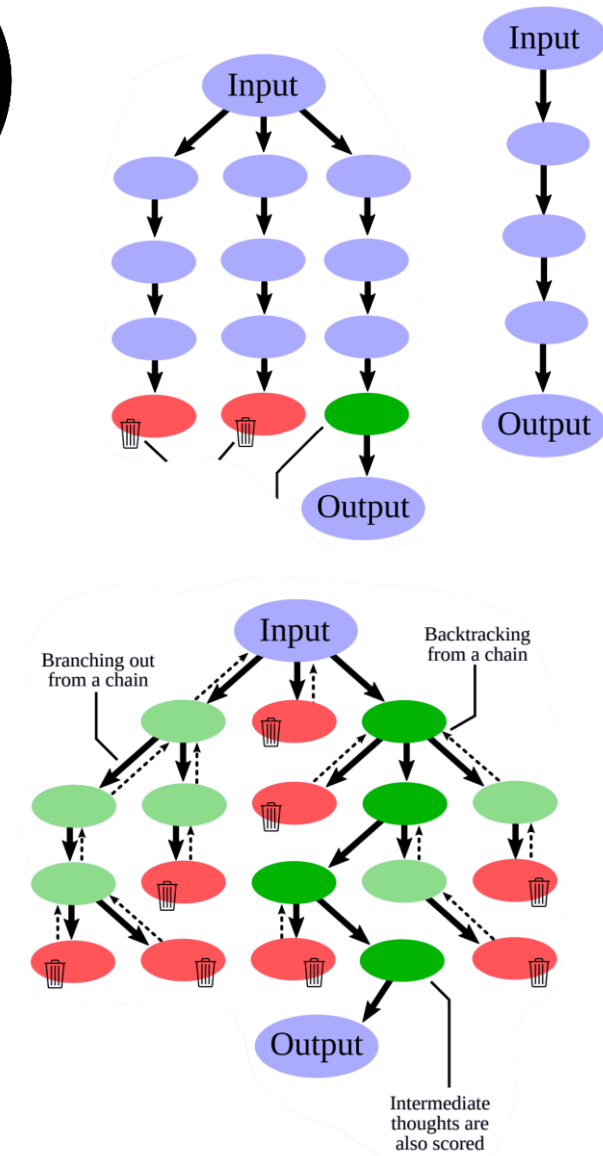 Input
Input
Output
Output
Input
Branching out
from a chain
Backtracking
from a chain
Output
Intermediate
thoughts are
also scored